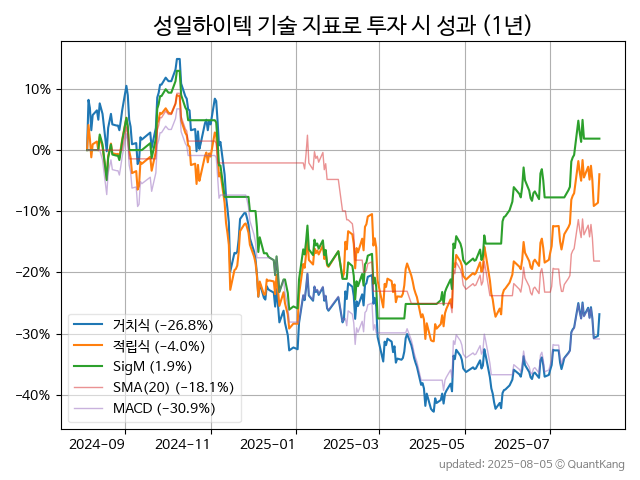 성일하이텍 기술 지표로 투자 시 성과 (1년)
10%
0%
−10%
−20%
−30%
−40%
거치식 (−26.8%)
적립식 (−4.0%)
SigM (1.9%)
SMA(20) (−18.1%)
MACD (−30.9%)
2024−09
2024−11
2025−01
2025−03
2025−05
2025−07
updated: 2025-08-05 © QuantKang